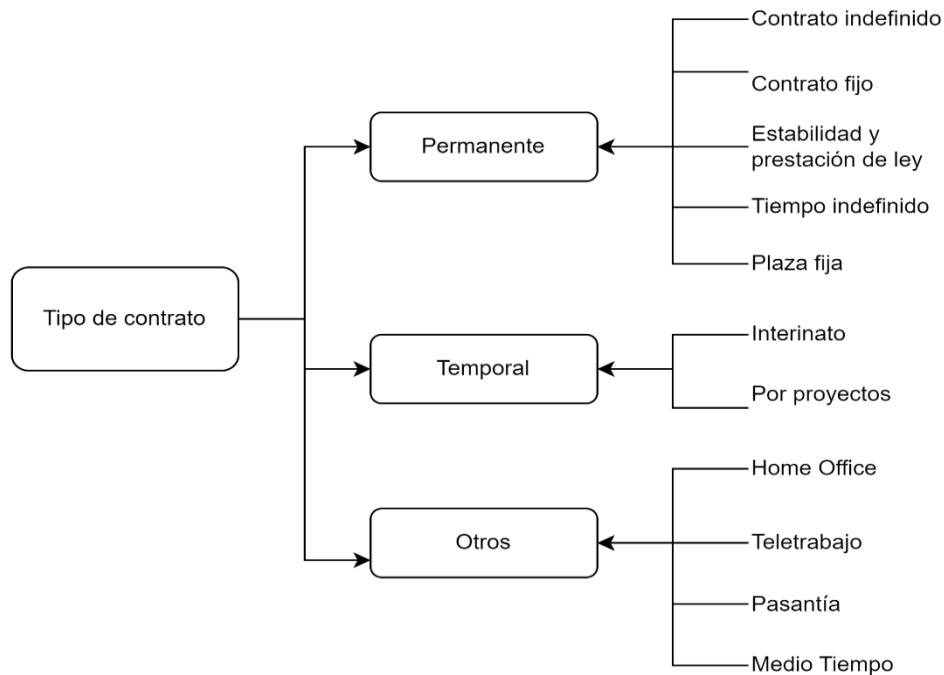 Tipo de contrato
Permanente
Contrato indefinido
Contrato fijo
Estabilidad y
prestación de ley
Tiempo indefinido
Plaza fija
Temporal
Interinato
Por proyectos
Otros
Home Office
Teletrabajo
Pasantía
Medio Tiempo